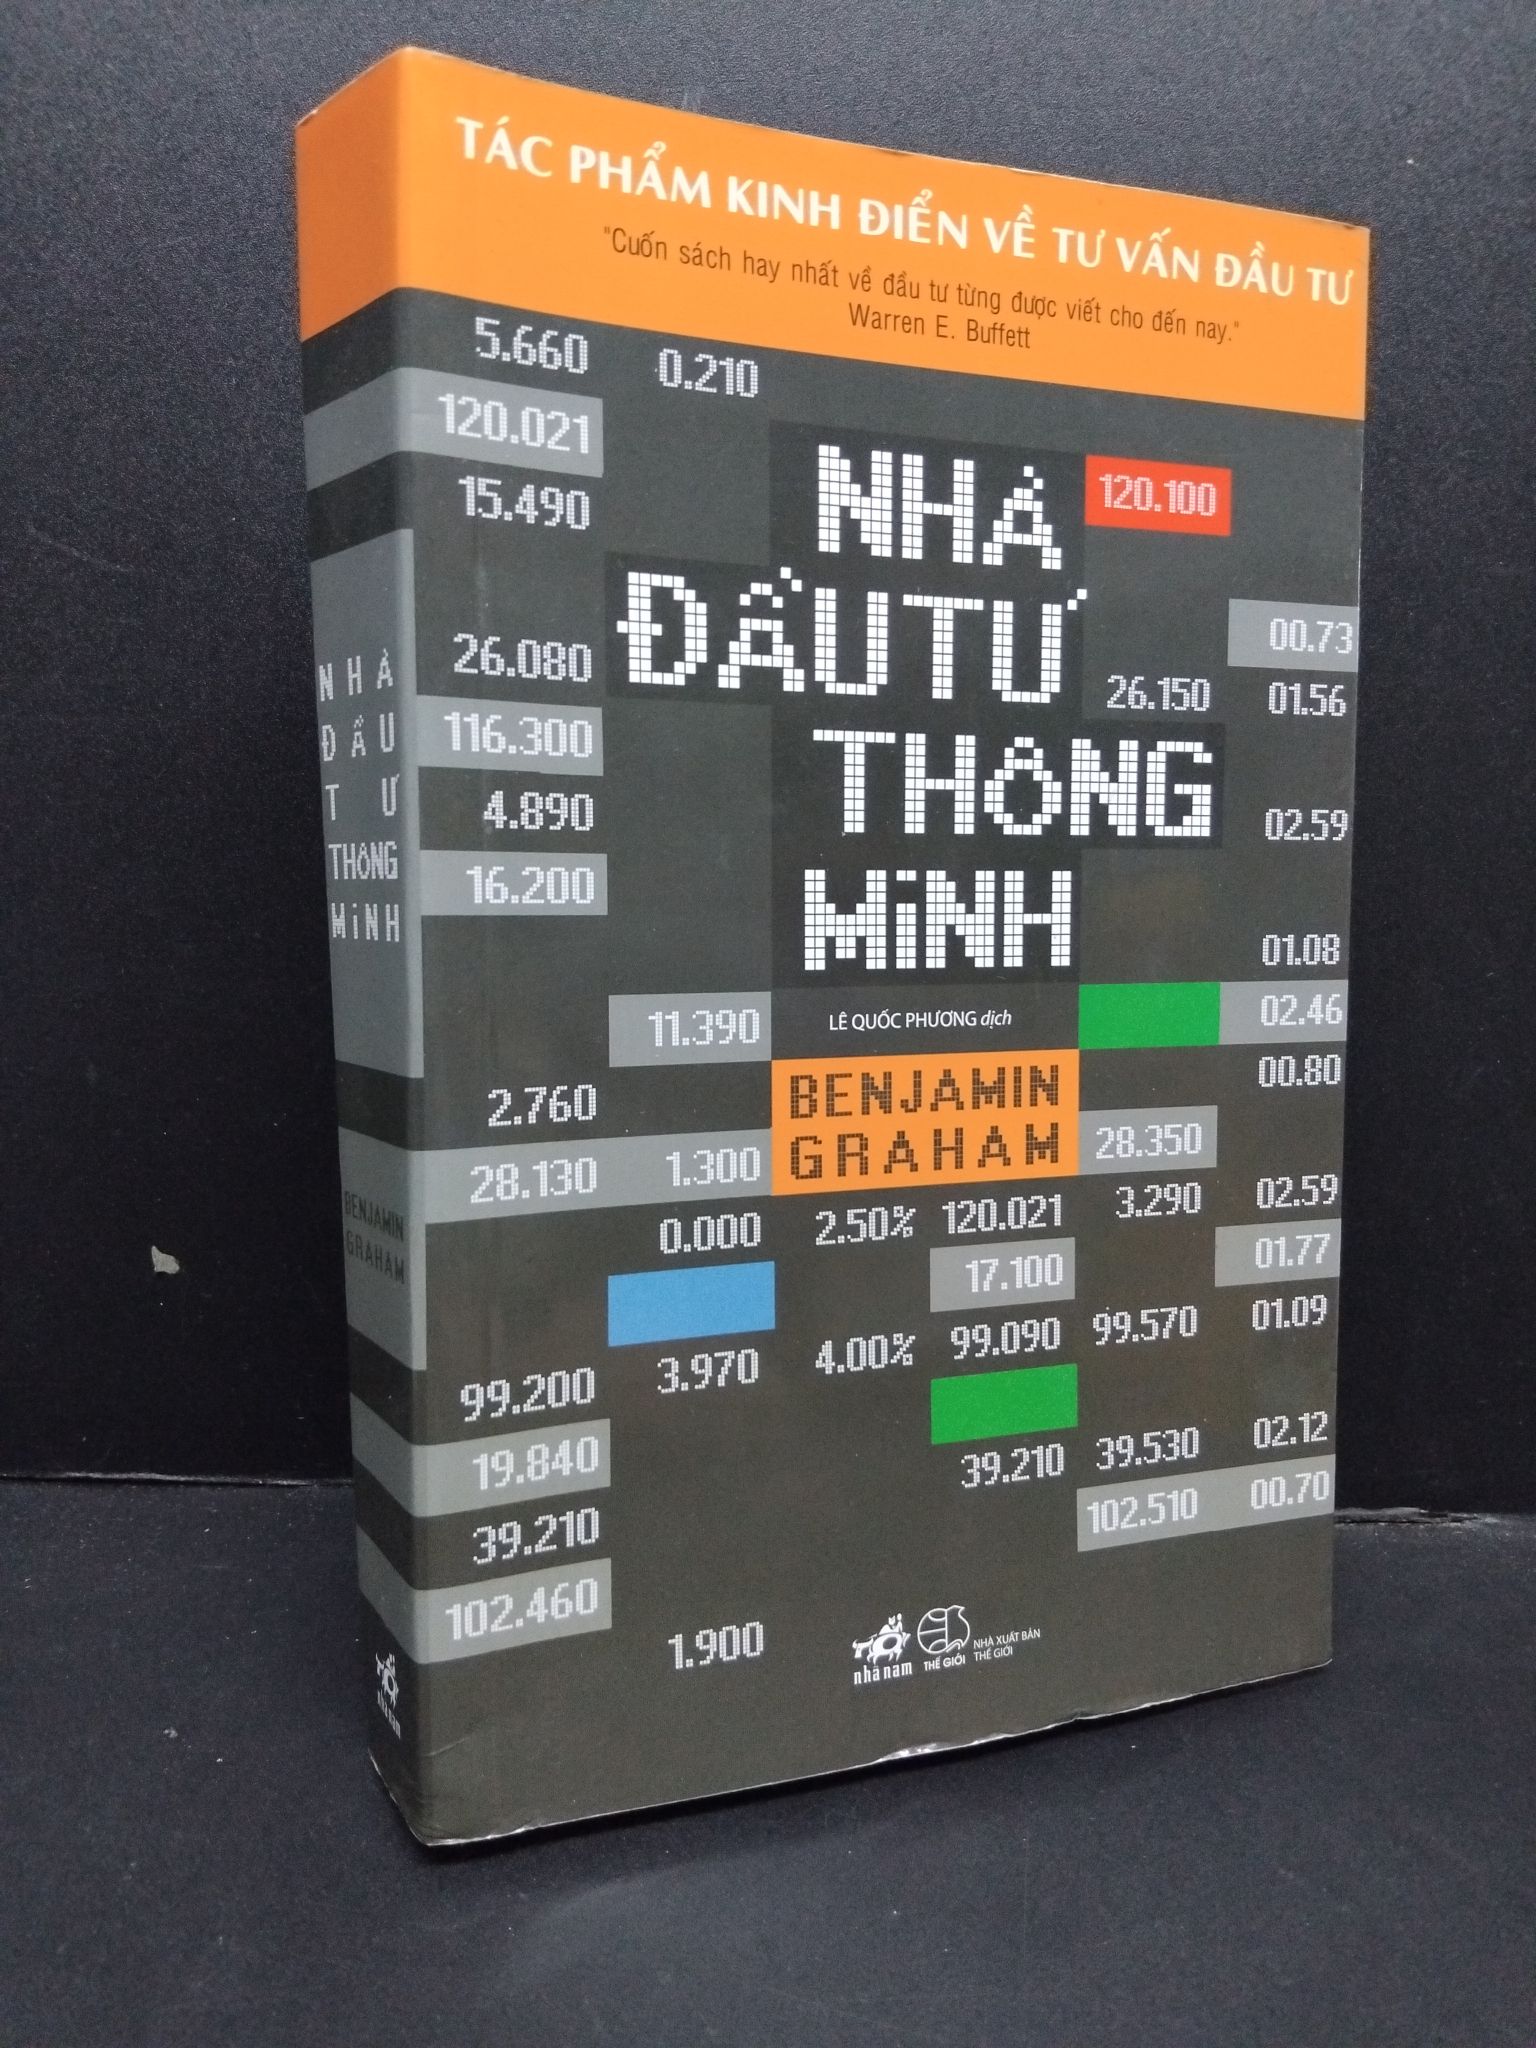 TÁC PHẨM KINH ĐIỂN VỀ TƯ VẤN ĐẦU TƯ
"Cuốn sách hay nhất về đầu tư từng được viết cho đến nay."
Warren E. Buffett
5.660 0.210
120.021
15.490
NHÀ 120.100
ĐẦU TƯ
00.73
26.080 26.150 01.56
116.300
THÔNG
4.890 02.59
16.200
MINH
01.08
11.390 LÊ QUỐC PHƯƠNG dịch 02.46
BENJAMIN 00.80
2.760
GRAHAM 28.350
28.130 1.300
0.000 2.50% 120.021 3.290 02.59
17.100 01.77
3.970 4.00% 99.090 99.570 01.09
99.200
19.840 39.210 39.530 02.12
102.510 00.70
39.210
102.460
1.900
nhã nam
THẾ GIỚI
NHÀ XUẤT BẢN
THẾ GIỚI
NHÀ
ĐẦU
TƯ
THÔNG
MINH
BENJAMIN
GRAHAM
nhã nam